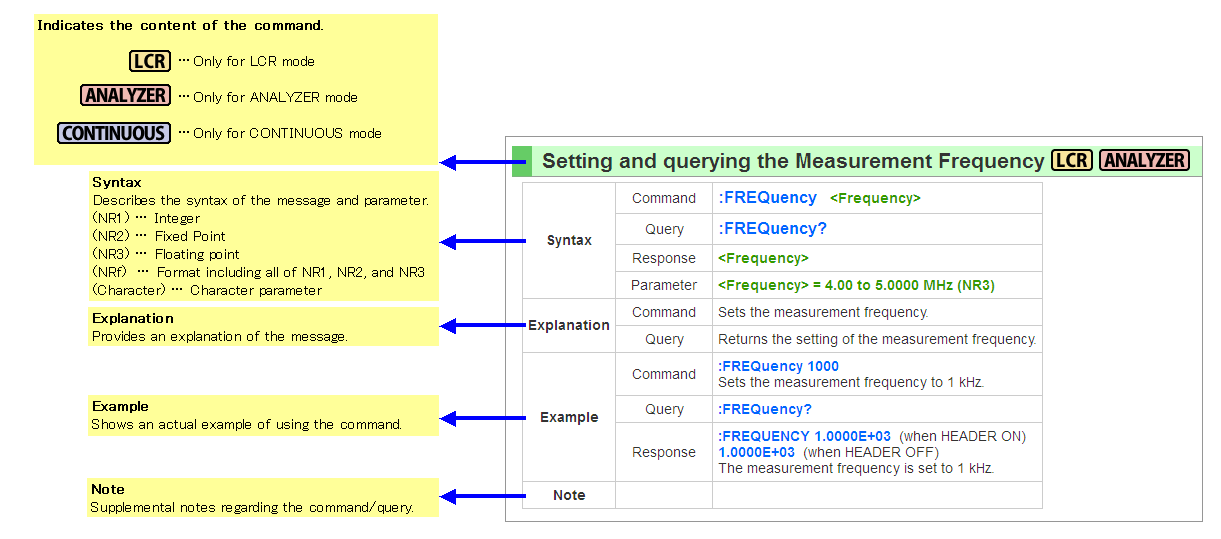 Indicates the content of the command.
LCR ··· Only for LCR mode
ANALYZER ··· Only for ANALYZER mode
CONTINUOUS ··· Only for CONTINUOUS mode
Syntax
Describes the syntax of the message and parameter.
(NR1) ··· Integer
(NR2) ··· Fixed Point
(NR3) ··· Floating point
(NRf) ··· Format including all of NR1, NR2, and NR3
(Character) ··· Character parameter
Explanation
Provides an explanation of the message.
Example
Shows an actual example of using the command.
Note
Supplemental notes regarding the command/query.
Setting and querying the Measurement Frequency LCR ANALYZER
Syntax
Command :FREQuency <Frequency>
Query :FREQuency?
Response <Frequency>
Parameter <Frequency> = 4.00 to 5.0000 MHz (NR3)
Explanation
Command Sets the measurement frequency.
Query Returns the setting of the measurement frequency.
Example
Command :FREQuency 1000
Sets the measurement frequency to 1 kHz.
Query :FREQuency?
Response :FREQUENCY 1.0000E+03 (when HEADER ON)
1.0000E+03 (when HEADER OFF)
The measurement frequency is set to 1 kHz.
Note